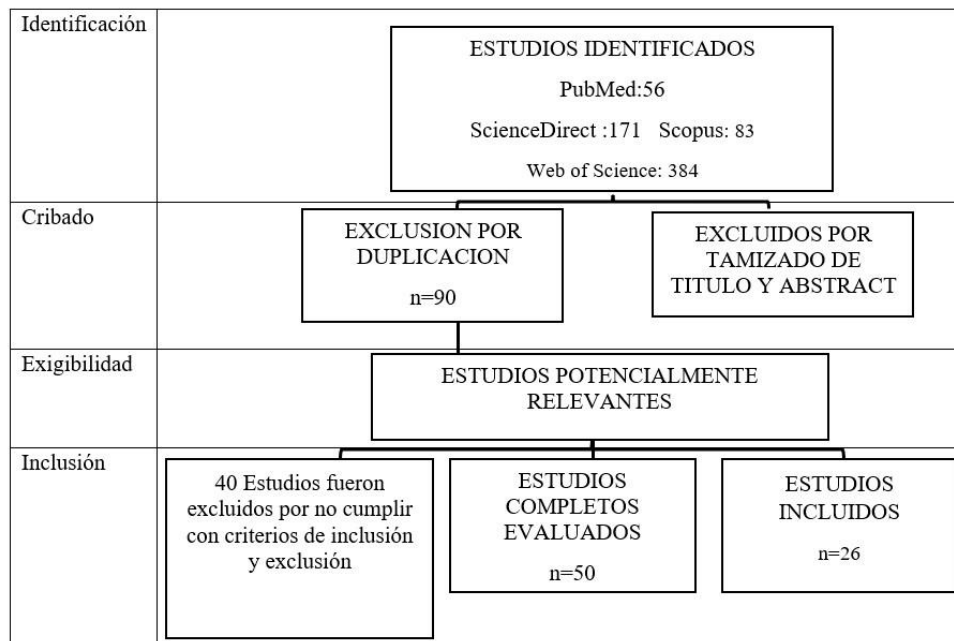 Identificación
ESTUDIOS IDENTIFICADOS
PubMed:56
ScienceDirect :171 Scopus: 83
Web of Science: 384
Cribado
EXCLUSION POR
DUPLICACION
n=90
EXCLUIDOS POR
TAMIZADO DE
TITULO Y ABSTRACT
Exigibilidad
ESTUDIOS POTENCIALMENTE
RELEVANTES
Inclusión
40 Estudios fueron
excluidos por no cumplir
con criterios de inclusión
y exclusión
ESTUDIOS
COMPLETOS
EVALUADOS
n=50
ESTUDIOS
INCLUIDOS
n=26